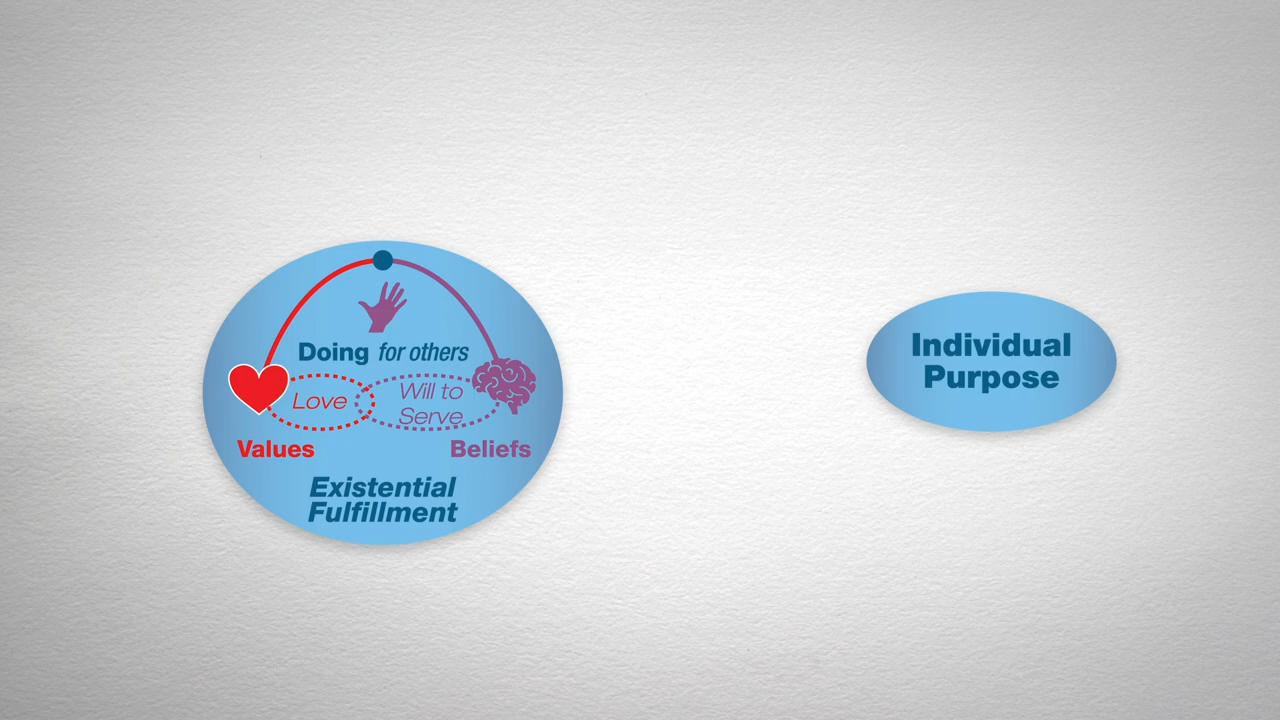 Doing for others
Love
Will to
Serve
Values
Beliefs
Existential
Fulfillment
Individual
Purpose